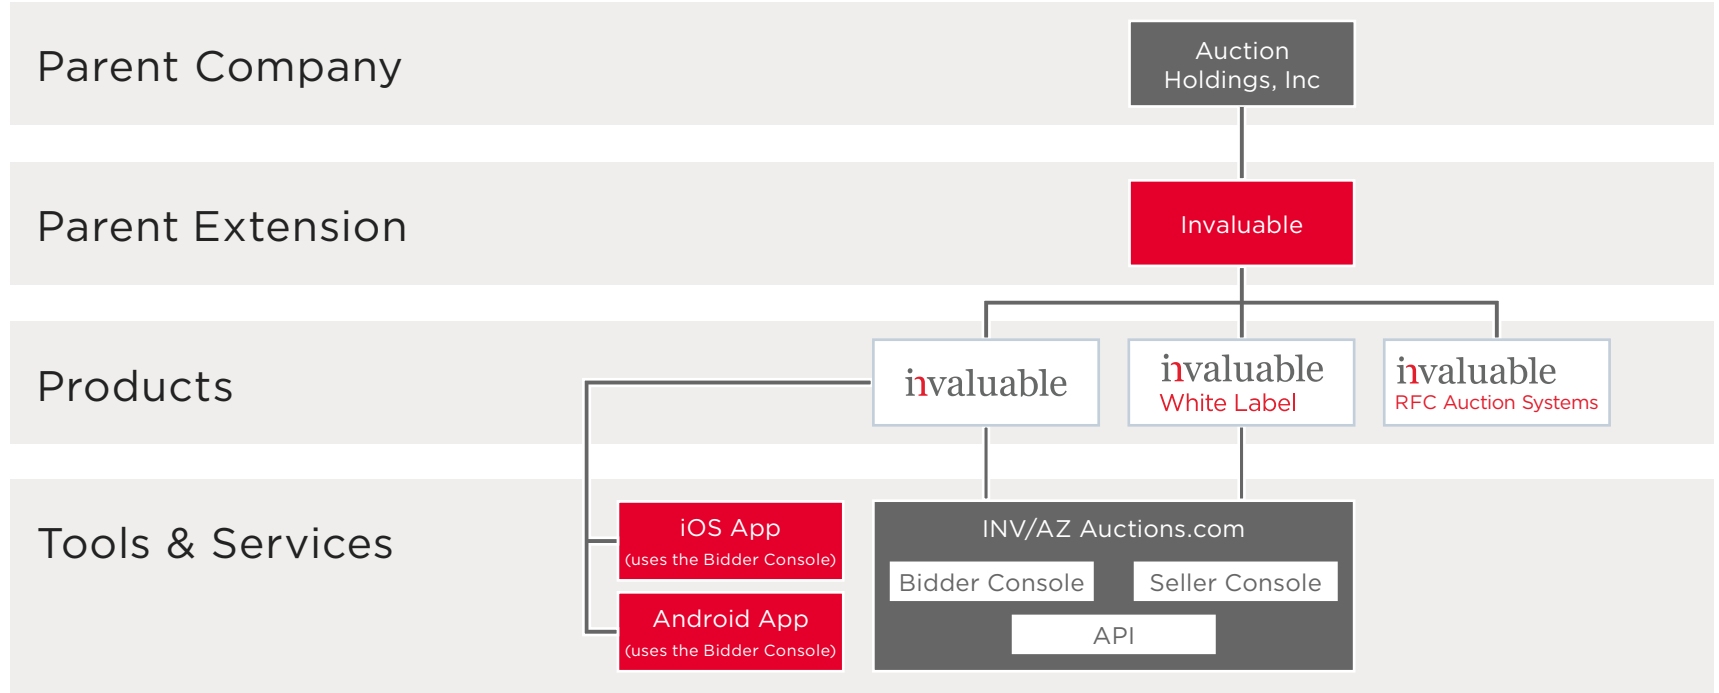 Parent Company
Auction
Holdings, Inc
Parent Extension
Invaluable
Products
invaluable
invaluable
White Label
invaluable
RFC Auction Systems
Tools & Services
iOS App
(uses the Bidder Console)
Android App
(uses the Bidder Console)
INV/AZ Auctions.com
Bidder Console
Seller Console
API